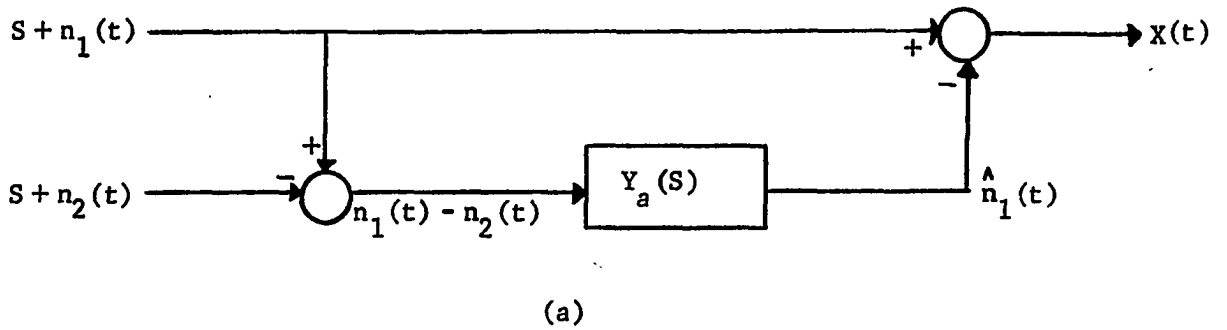 S + n₁(t)
+
X(t)
−
+
S + n₂(t)
−
n₁(t) - n₂(t)
Yₐ(S)
n̂₁(t)
(a)